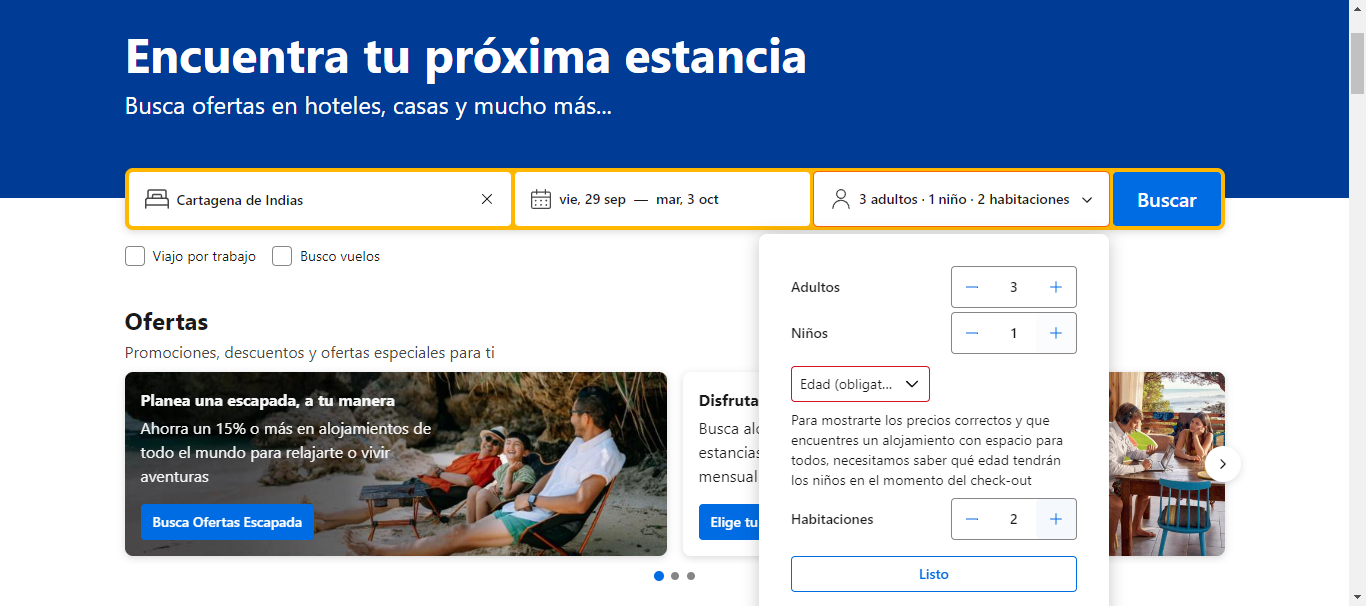 Encuentra tu próxima estancia
Busca ofertas en hoteles, casas y mucho más...
Cartagena de Indias
vie, 29 sep — mar, 3 oct
3 adultos · 1 niño · 2 habitaciones
Buscar
Viajo por trabajo
Busco vuelos
Adultos
3
Niños
1
Edad (obligat...
Para mostrarte los precios correctos y que
encuentres un alojamiento con espacio para
todos, necesitamos saber qué edad tendrán
los niños en el momento del check-out
Habitaciones
2
Listo
Ofertas
Promociones, descuentos y ofertas especiales para ti
Planea una escapada, a tu manera
Ahorra un 15% o más en alojamientos de
todo el mundo para relajarte o vivir
aventuras
Busca Ofertas Escapada
Disfruta
Busca alo
estancias
mensual
Elige tu